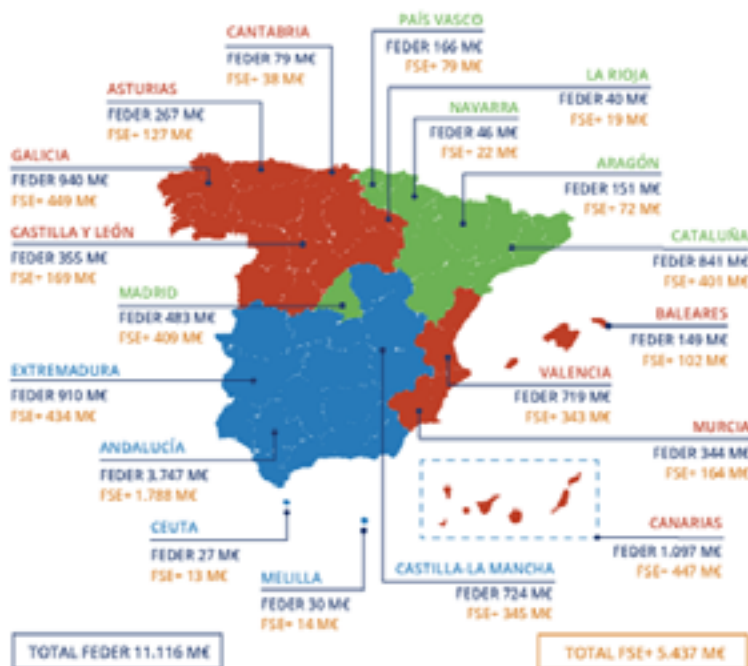 PAÍS VASCO
FEDER 166 M€
FSE+ 79 M€
CANTABRIA
FEDER 79 M€
FSE+ 38 M€
LA RIOJA
FEDER 40 M€
FSE+ 19 M€
ASTURIAS
FEDER 267 M€
FSE+ 127 M€
NAVARRA
FEDER 46 M€
FSE+ 22 M€
GALICIA
FEDER 940 M€
FSE+ 449 M€
ARAGÓN
FEDER 151 M€
FSE+ 72 M€
CASTILLA Y LEÓN
FEDER 355 M€
FSE+ 169 M€
CATALUÑA
FEDER 841 M€
FSE+ 401 M€
MADRID
FEDER 483 M€
FSE+ 409 M€
BALEARES
FEDER 149 M€
FSE+ 102 M€
EXTREMADURA
FEDER 910 M€
FSE+ 434 M€
VALENCIA
FEDER 719 M€
FSE+ 343 M€
MURCIA
FEDER 344 M€
FSE+ 164 M€
ANDALUCÍA
FEDER 3.747 M€
FSE+ 1.788 M€
CANARIAS
FEDER 1.097 M€
FSE+ 447 M€
CEUTA
FEDER 27 M€
FSE+ 13 M€
MELILLA
FEDER 30 M€
FSE+ 14 M€
CASTILLA-LA MANCHA
FEDER 724 M€
FSE+ 345 M€
TOTAL FEDER 11.116 M€
TOTAL FSE+ 5.437 M€